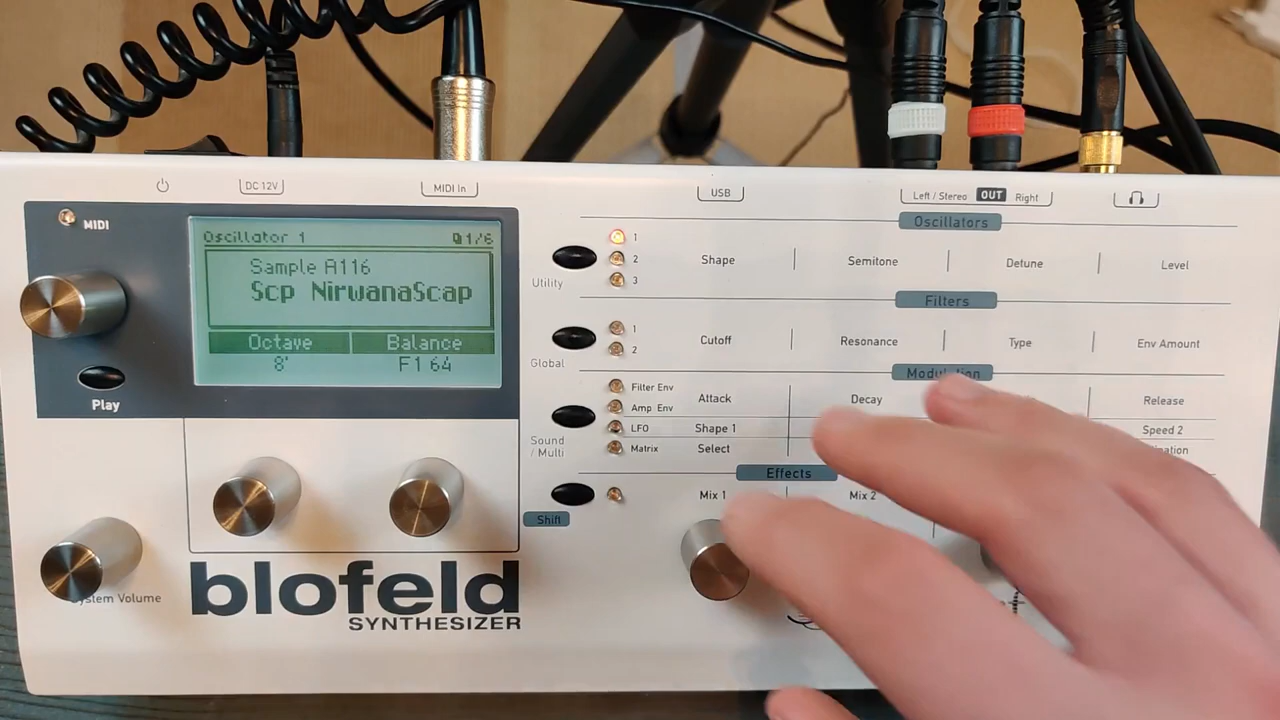 DC 12V
MIDI In
USB
Left / Stereo OUT Right
MIDI
Oscillator 1 1/6
Sample A116
Scp NirwanaScap
Octave Balance
8' F1 64
Play
System Volume
blofeld
SYNTHESIZER
Oscillators
1
2
3
Utility
Shape Semitone Detune Level
Filters
1
2
Global
Cutoff Resonance Type Env Amount
Filter Env Attack Decay Release
Amp Env
LFO Shape 1 Speed 2
Matrix Select
Sound
/ Multi
Effects
Mix 1 Mix 2
Shift